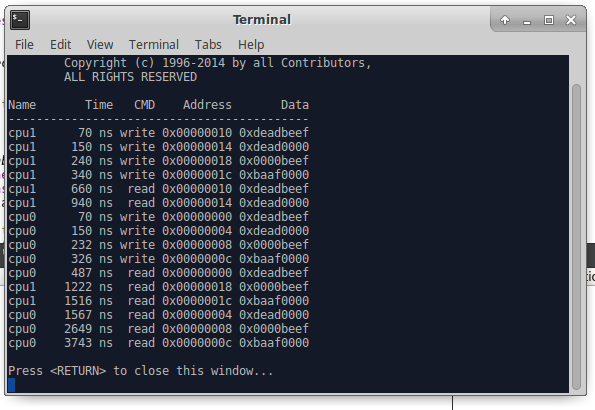 Terminal
File Edit View Terminal Tabs Help
Copyright (c) 1996-2014 by all Contributors,
ALL RIGHTS RESERVED
Name Time CMD Address Data
-------------------------------------------
cpu1 70 ns write 0x00000010 0xdeadbeef
cpu1 150 ns write 0x00000014 0xdead0000
cpu1 240 ns write 0x00000018 0x0000beef
cpu1 340 ns write 0x0000001c 0xbaaf0000
cpu1 660 ns read 0x00000010 0xdeadbeef
cpu1 940 ns read 0x00000014 0xdead0000
cpu0 70 ns write 0x00000000 0xdeadbeef
cpu0 150 ns write 0x00000004 0xdead0000
cpu0 232 ns write 0x00000008 0x0000beef
cpu0 326 ns write 0x0000000c 0xbaaf0000
cpu0 487 ns read 0x00000000 0xdeadbeef
cpu1 1222 ns read 0x00000018 0x0000beef
cpu1 1516 ns read 0x0000001c 0xbaaf0000
cpu0 1567 ns read 0x00000004 0xdead0000
cpu0 2649 ns read 0x00000008 0x0000beef
cpu0 3743 ns read 0x0000000c 0xbaaf0000
Press <RETURN> to close this window...